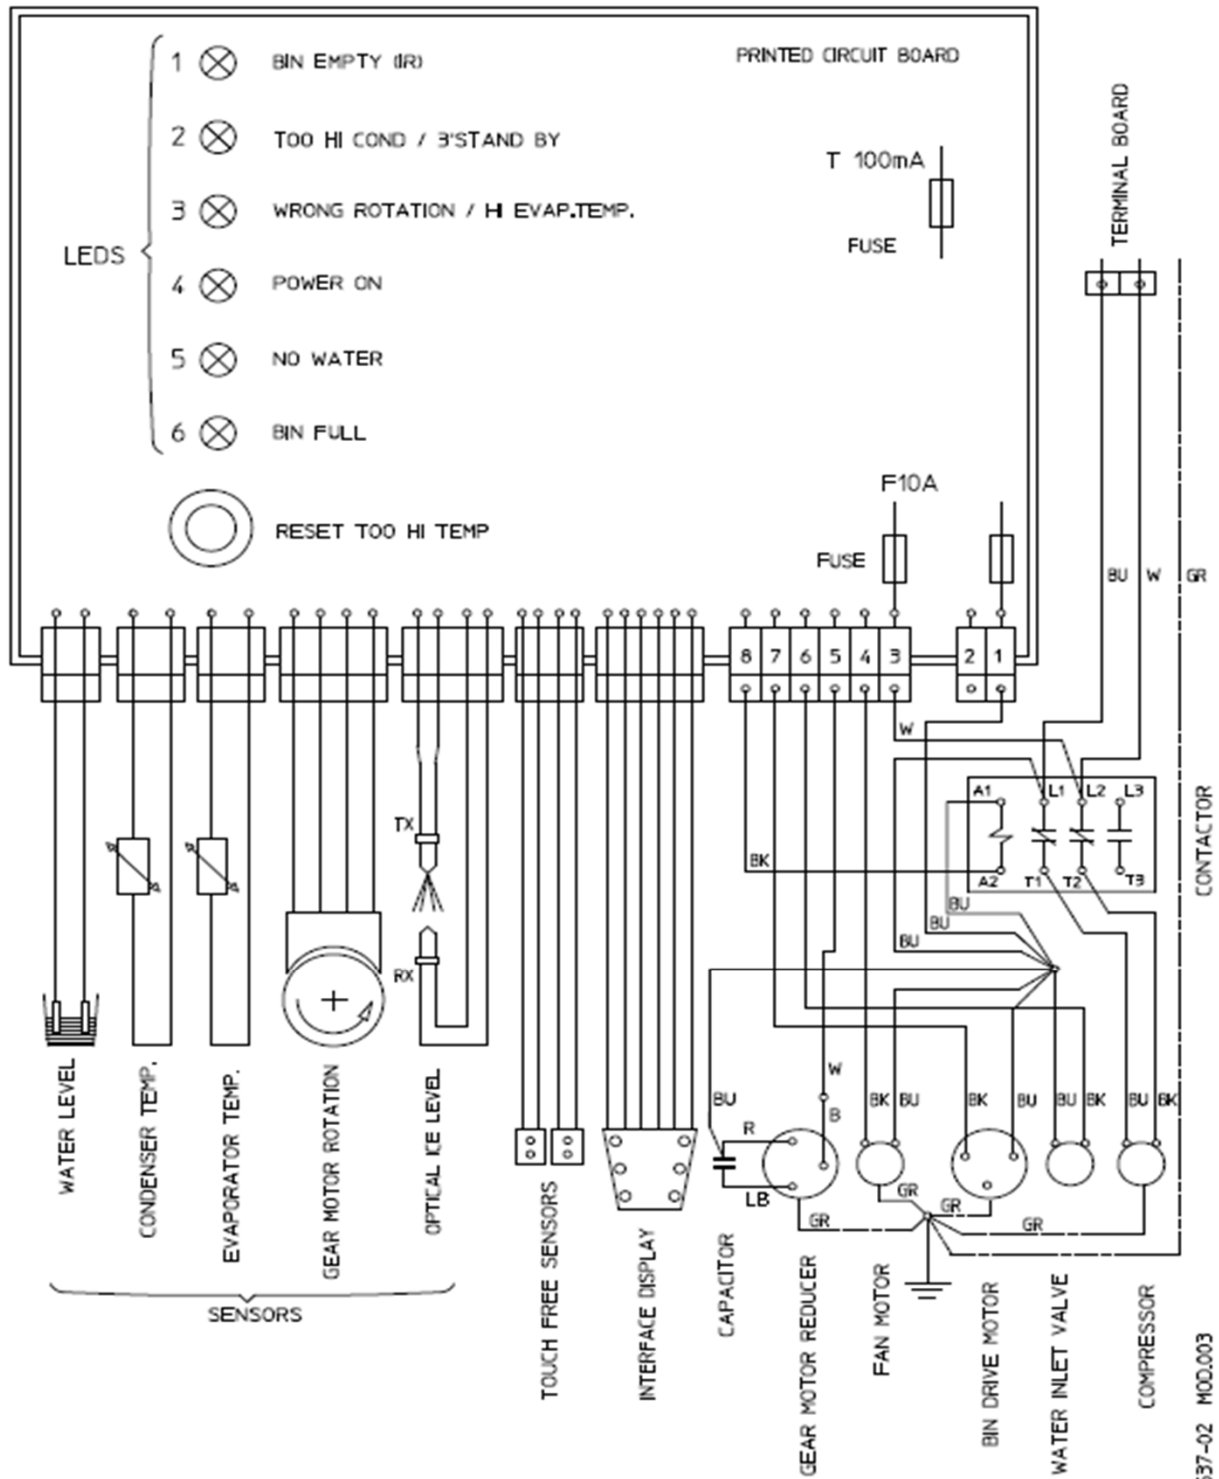 PRINTED CIRCUIT BOARD
1 BIN EMPTY (IR)
2 TOO HI COND / 3'STAND BY
3 WRONG ROTATION / HI EVAP.TEMP.
4 POWER ON
5 NO WATER
6 BIN FULL
LEDS
RESET TOO HI TEMP
T 100mA
FUSE
F10A
FUSE
TERMINAL BOARD
BU W GR
8 7 6 5 4 3 2 1
W
A1 L1 L2 L3
A2 T1 T2 T3
CONTACTOR
BK
BU
BU
BU
TX
RX
W
B
BU
R
LB
BK BU
BK BU
BU BK
BU BK
GR
GR
GR
GR
WATER LEVEL
CONDENSER TEMP.
EVAPORATOR TEMP.
GEAR MOTOR ROTATION
OPTICAL ICE LEVEL
SENSORS
TOUCH FREE SENSORS
INTERFACE DISPLAY
CAPACITOR
GEAR MOTOR REDUCER
FAN MOTOR
BIN DRIVE MOTOR
WATER INLET VALVE
COMPRESSOR
537-02 MOD.003